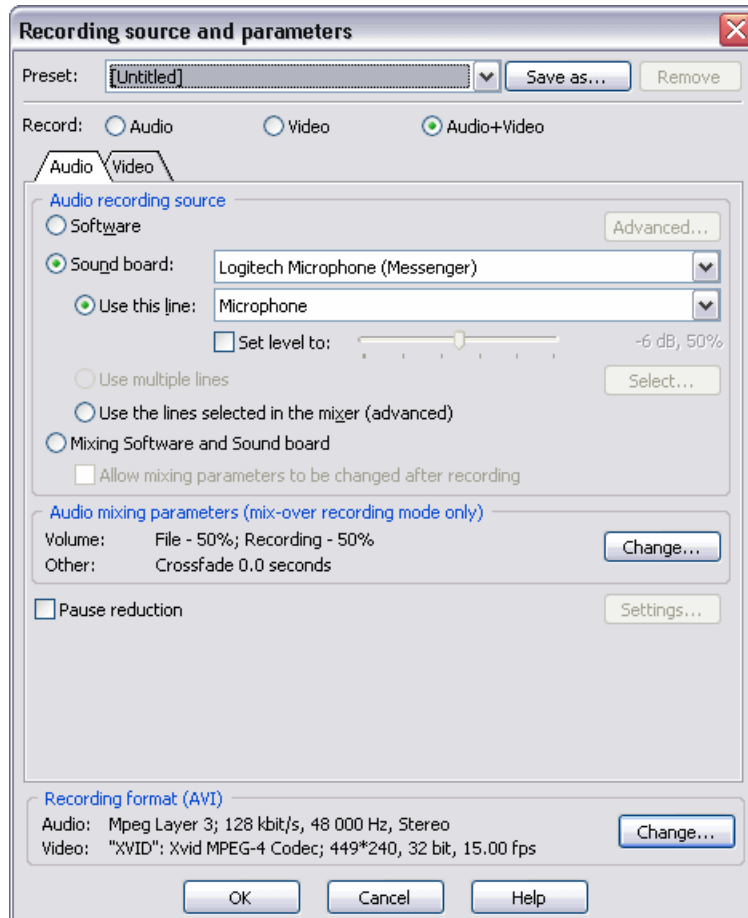 Recording source and parameters
Preset: [Untitled] Save as... Remove
Record: Audio Video Audio+Video
Audio Video
Audio recording source
Software Advanced...
Sound board: Logitech Microphone (Messenger)
Use this line: Microphone
Set level to: -6 dB, 50%
Use multiple lines Select...
Use the lines selected in the mixer (advanced)
Mixing Software and Sound board
Allow mixing parameters to be changed after recording
Audio mixing parameters (mix-over recording mode only)
Volume: File - 50%; Recording - 50%
Change...
Other: Crossfade 0.0 seconds
Pause reduction Settings...
Recording format (AVI)
Audio: Mpeg Layer 3; 128 kbit/s, 48 000 Hz, Stereo
Change...
Video: "XVID": Xvid MPEG-4 Codec; 449*240, 32 bit, 15.00 fps
OK Cancel Help